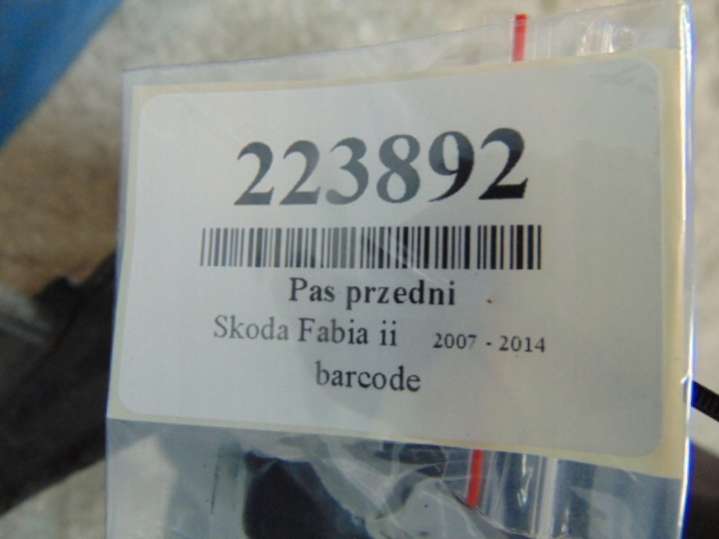 223892
Pas przedni
Skoda Fabia ii 2007 - 2014
barcode